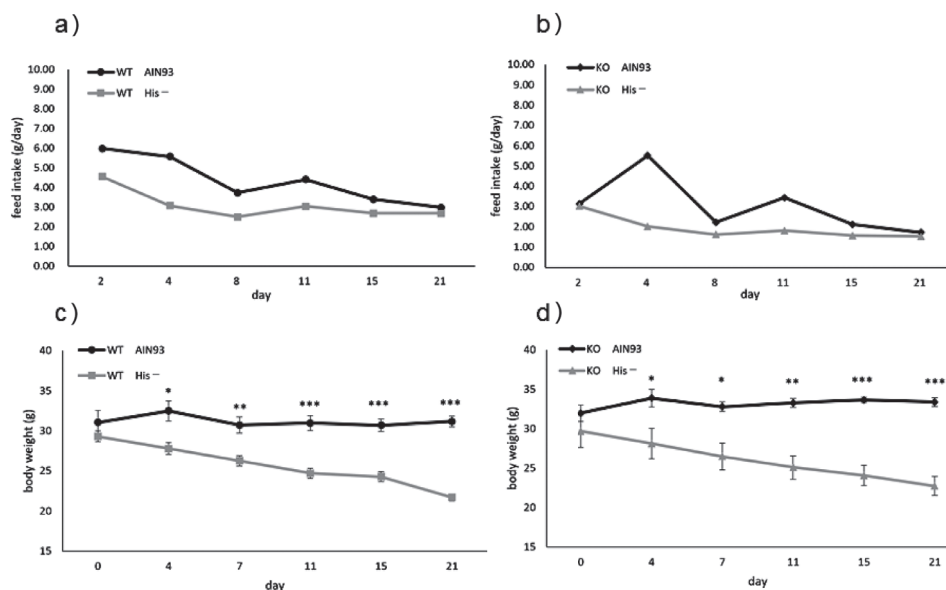 a)
WT AIN93
WT His－
feed intake (g/day)
10.00
9.00
8.00
7.00
6.00
5.00
4.00
3.00
2.00
1.00
0.00
2 4 8 11 15 21
day
b)
KO AIN93
KO His－
feed intake (g/day)
10.00
9.00
8.00
7.00
6.00
5.00
4.00
3.00
2.00
1.00
0.00
2 4 8 11 15 21
day
c)
WT AIN93
WT His－
body weight (g)
40
35
30
25
20
15
* ** *** *** ***
0 4 7 11 15 21
day
d)
KO AIN93
KO His－
body weight (g)
40
35
30
25
20
15
* * ** *** ***
0 4 7 11 15 21
day